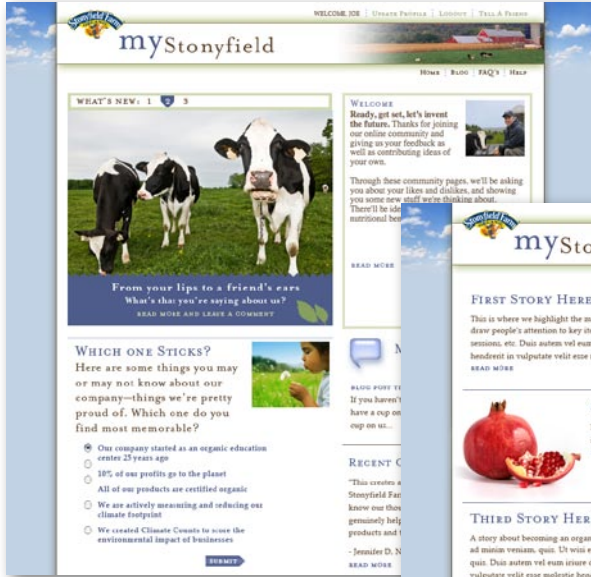 WELCOME, JOE UPDATE PROFILE LOGOUT TELL A FRIEND
Stonyfield Farm
myStonyfield
HOME BLOG FAQ's HELP
WHAT'S NEW: 1 2 3
From your lips to a friend's ears
What's that you're saying about us?
READ MORE AND LEAVE A COMMENT
WELCOME
Ready, get set, let's invent
the future. Thanks for joining
our online community and
giving us your feedback as
well as contributing ideas of
your own.
Through these community pages, we'll be asking
you about your likes and dislikes, and showing
you some new stuff we're thinking about.
There'll be
nutritional
READ MORE
WHICH ONE STICKS?
Here are some things you may
or may not know about our
company—things we're pretty
proud of. Which one do you
find most memorable?
Our company started as an organic education
center 25 years ago
10% of our profits go to the planet
All of our products are certified organic
We are actively measuring and reducing our
climate footprint
We created Climate Counts to score the
environmental impact of businesses
SUBMIT
M
BLOG POST
If you haven't
have a cup on
cup on us...
RECENT
"This creates a
Stonyfield Far
know our
genuinely help
products and
- Jennifer D. N
READ MORE
Stonyfield Farm
mySto
FIRST STORY HERE
This is where we highlight the
draw people's attention to key
sessions, etc. Duis autem vel eum
hendrerit in vulputate velit esse
READ MORE
THIRD STORY HER
A story about becoming an organ
ad minim veniam, quis. Ut wisi
quis. Duis autem vel eum iriure
vulputate velit esse molestie